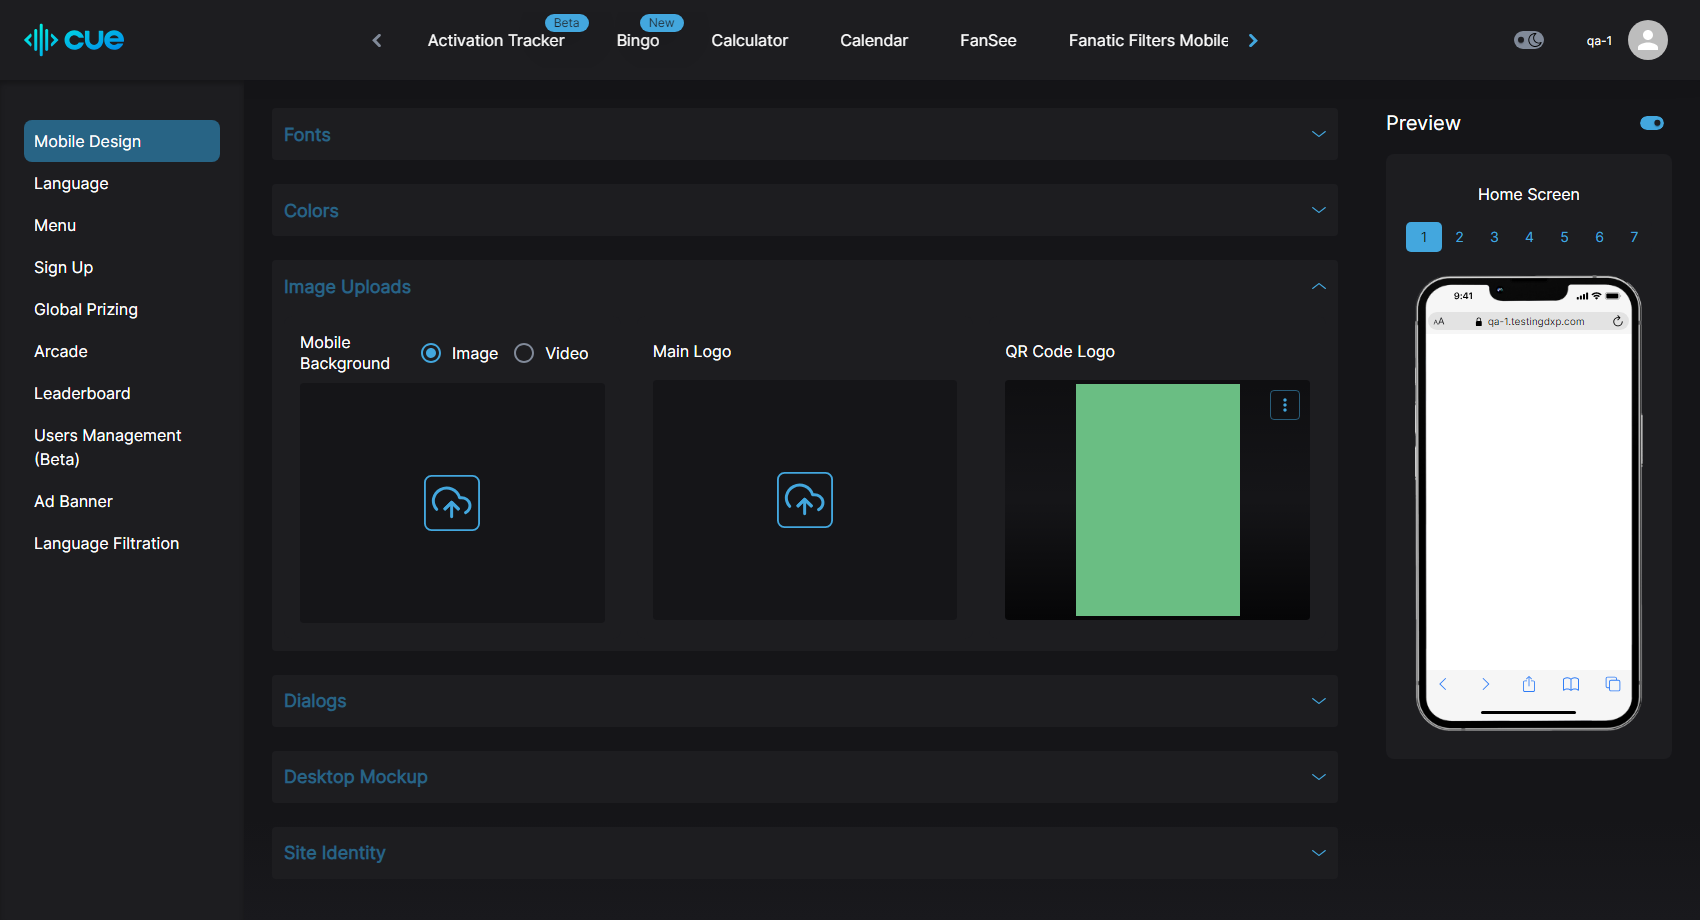 cue
Activation Tracker
Beta
Bingo
New
Calculator
Calendar
FanSee
Fanatic Filters Mobile
qa-1
Mobile Design
Language
Menu
Sign Up
Global Prizing
Arcade
Leaderboard
Users Management
(Beta)
Ad Banner
Language Filtration
Fonts
Colors
Image Uploads
Mobile
Background
Image
Video
Main Logo
QR Code Logo
Dialogs
Desktop Mockup
Site Identity
Preview
Home Screen
1 2 3 4 5 6 7
9:41
AA
qa-1.testingdxp.com